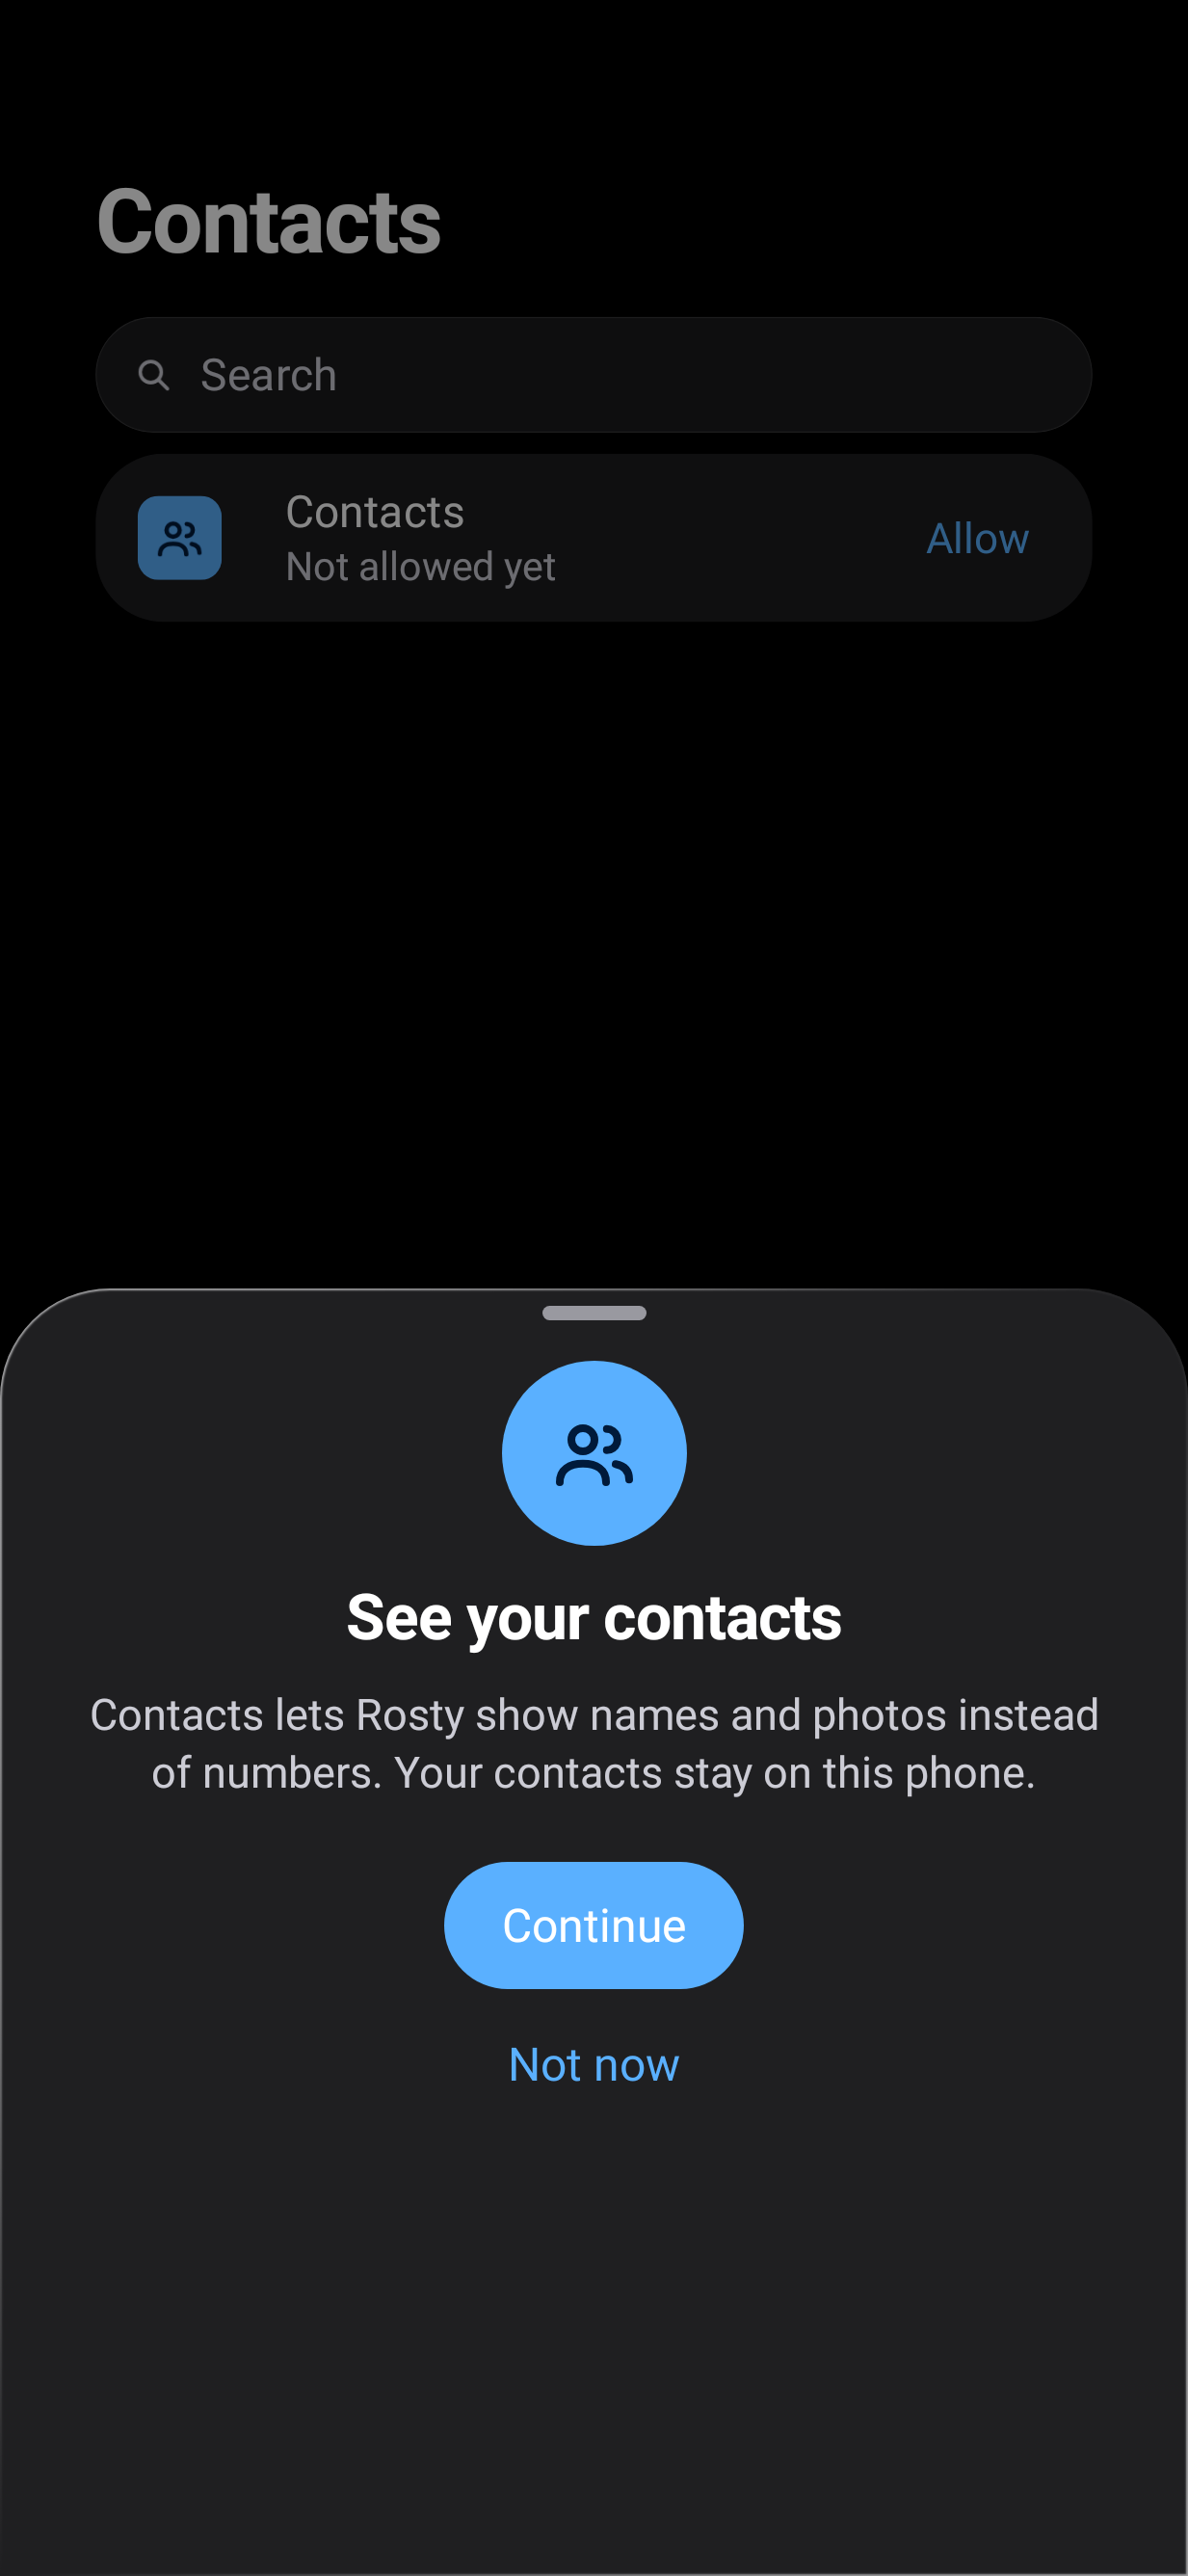 Contacts
Search
Contacts
Not allowed yet
Allow
See your contacts
Contacts lets Rosty show names and photos instead
of numbers. Your contacts stay on this phone.
Continue
Not now